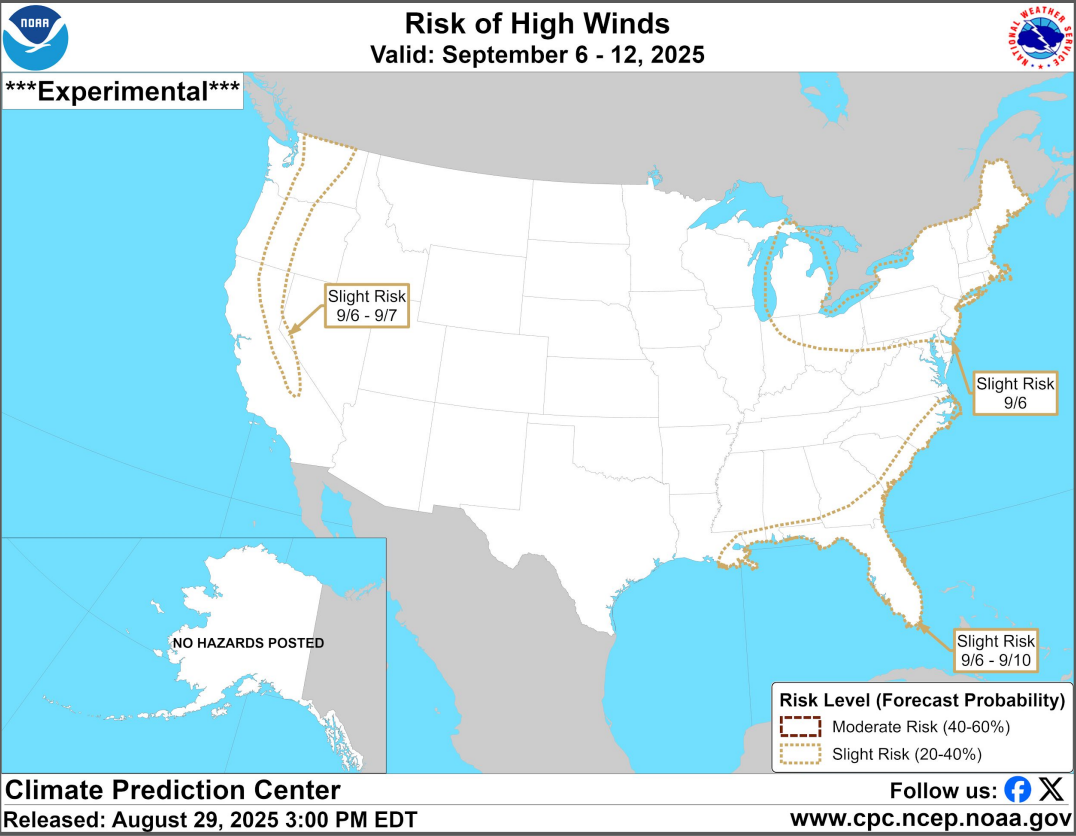 NOAA
Risk of High Winds
Valid: September 6 - 12, 2025
NATIONAL WEATHER SERVICE
***Experimental***
Slight Risk
9/6 - 9/7
Slight Risk
9/6
Slight Risk
9/6 - 9/10
NO HAZARDS POSTED
Risk Level (Forecast Probability)
Moderate Risk (40-60%)
Slight Risk (20-40%)
Climate Prediction Center
Follow us:
Released: August 29, 2025 3:00 PM EDT
www.cpc.ncep.noaa.gov